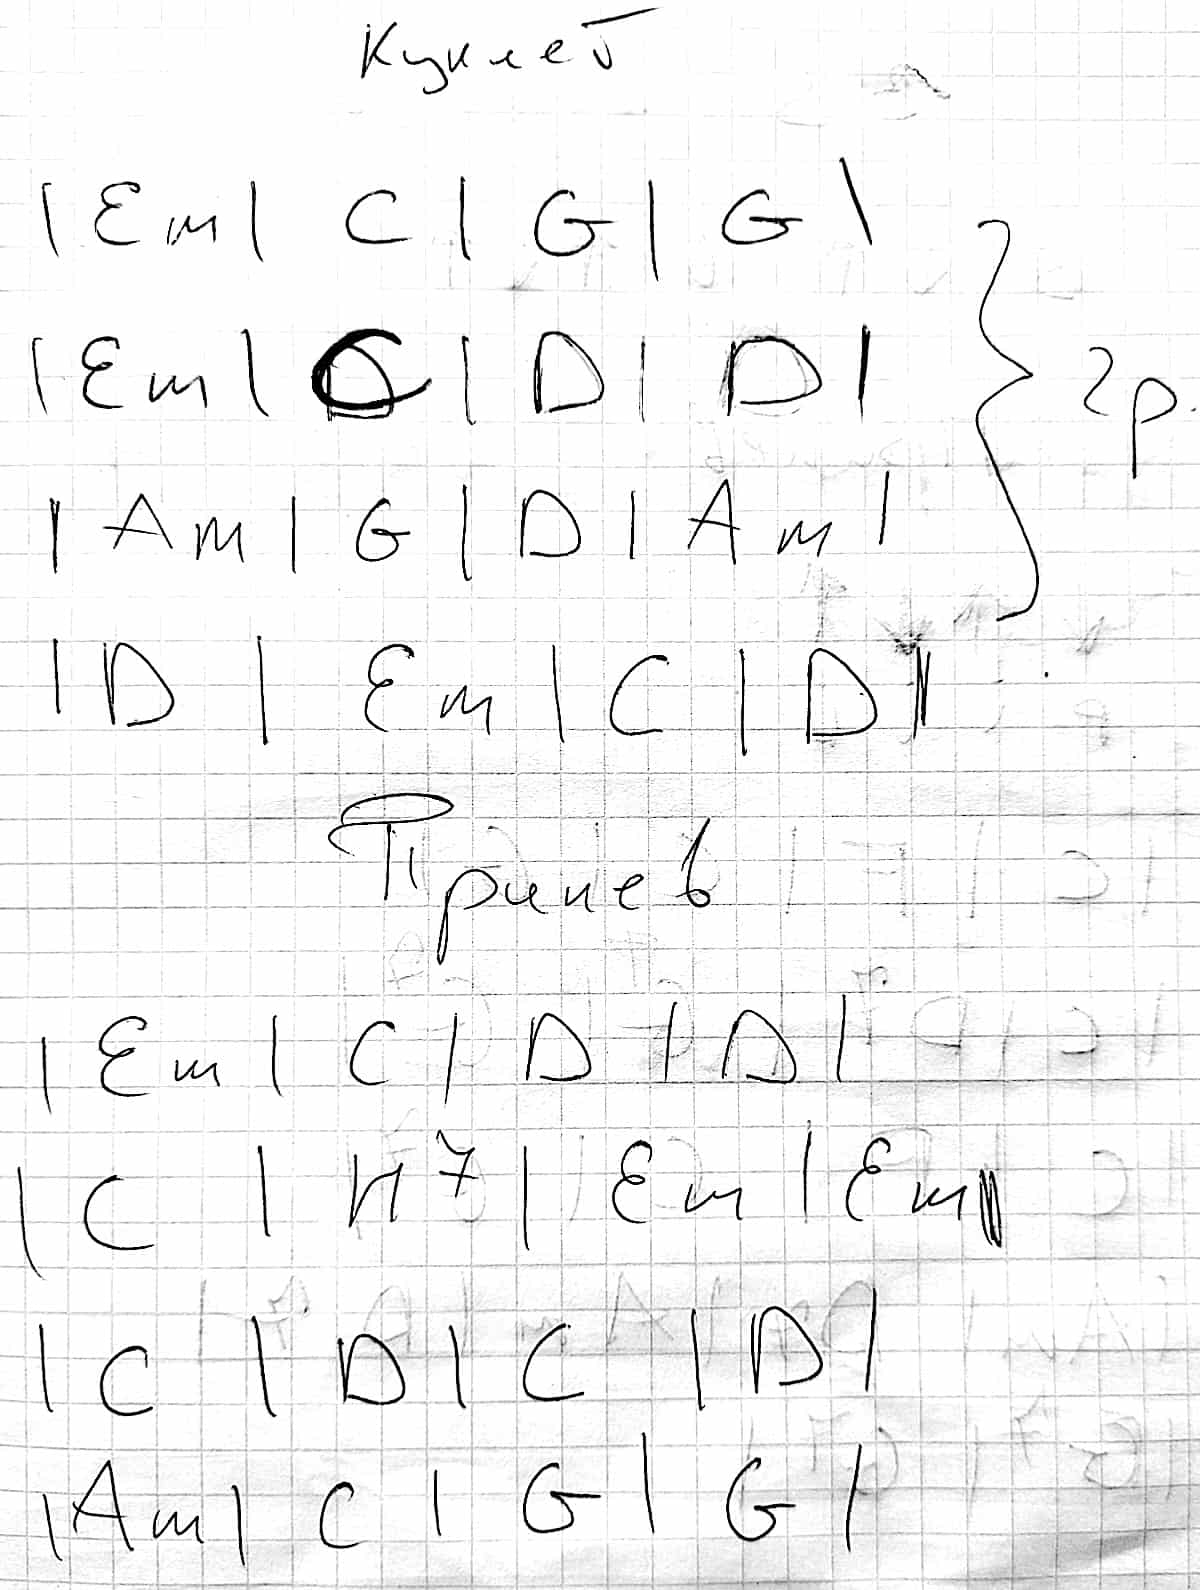 Куплет
| Em | C | G | G |
| Em | C | D | D |
2р.
| Am | G | D | Am |
| D | Em | C | D ||
Припев
| Em | C | D | D |
| C | H7 | Em | Em ||
| C | D | C | D |
| Am | C | G | G |